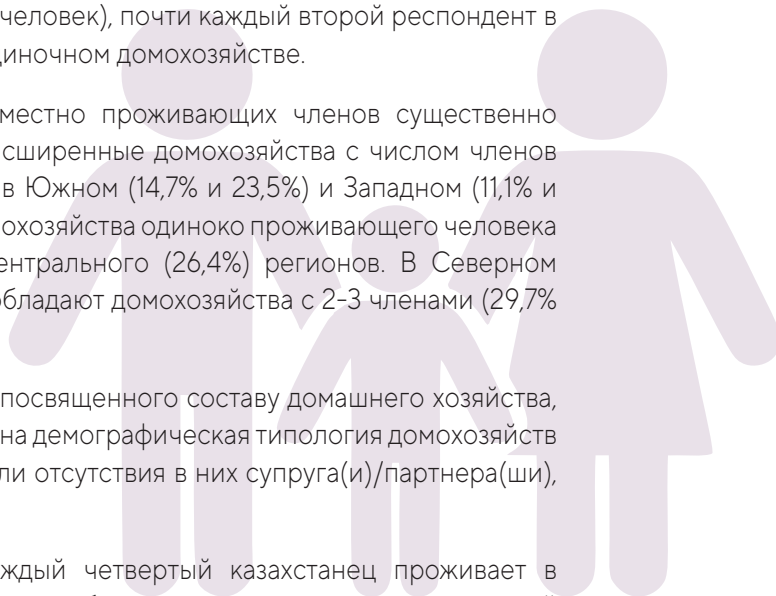 человек), почти каждый второй респондент в
диночном домохозяйстве.
местно проживающих членов существенно
сширенные домохозяйства с числом членов
в Южном (14,7% и 23,5%) и Западном (11,1% и
охозяйства одиноко проживающего человека
ентрального (26,4%) регионов. В Северном
обладают домохозяйства с 2-3 членами (29,7%
посвященного составу домашнего хозяйства,
на демографическая типология домохозяйств
ли отсутствия в них супруга(и)/партнера(ши),
ждый четвертый казахстанец проживает в